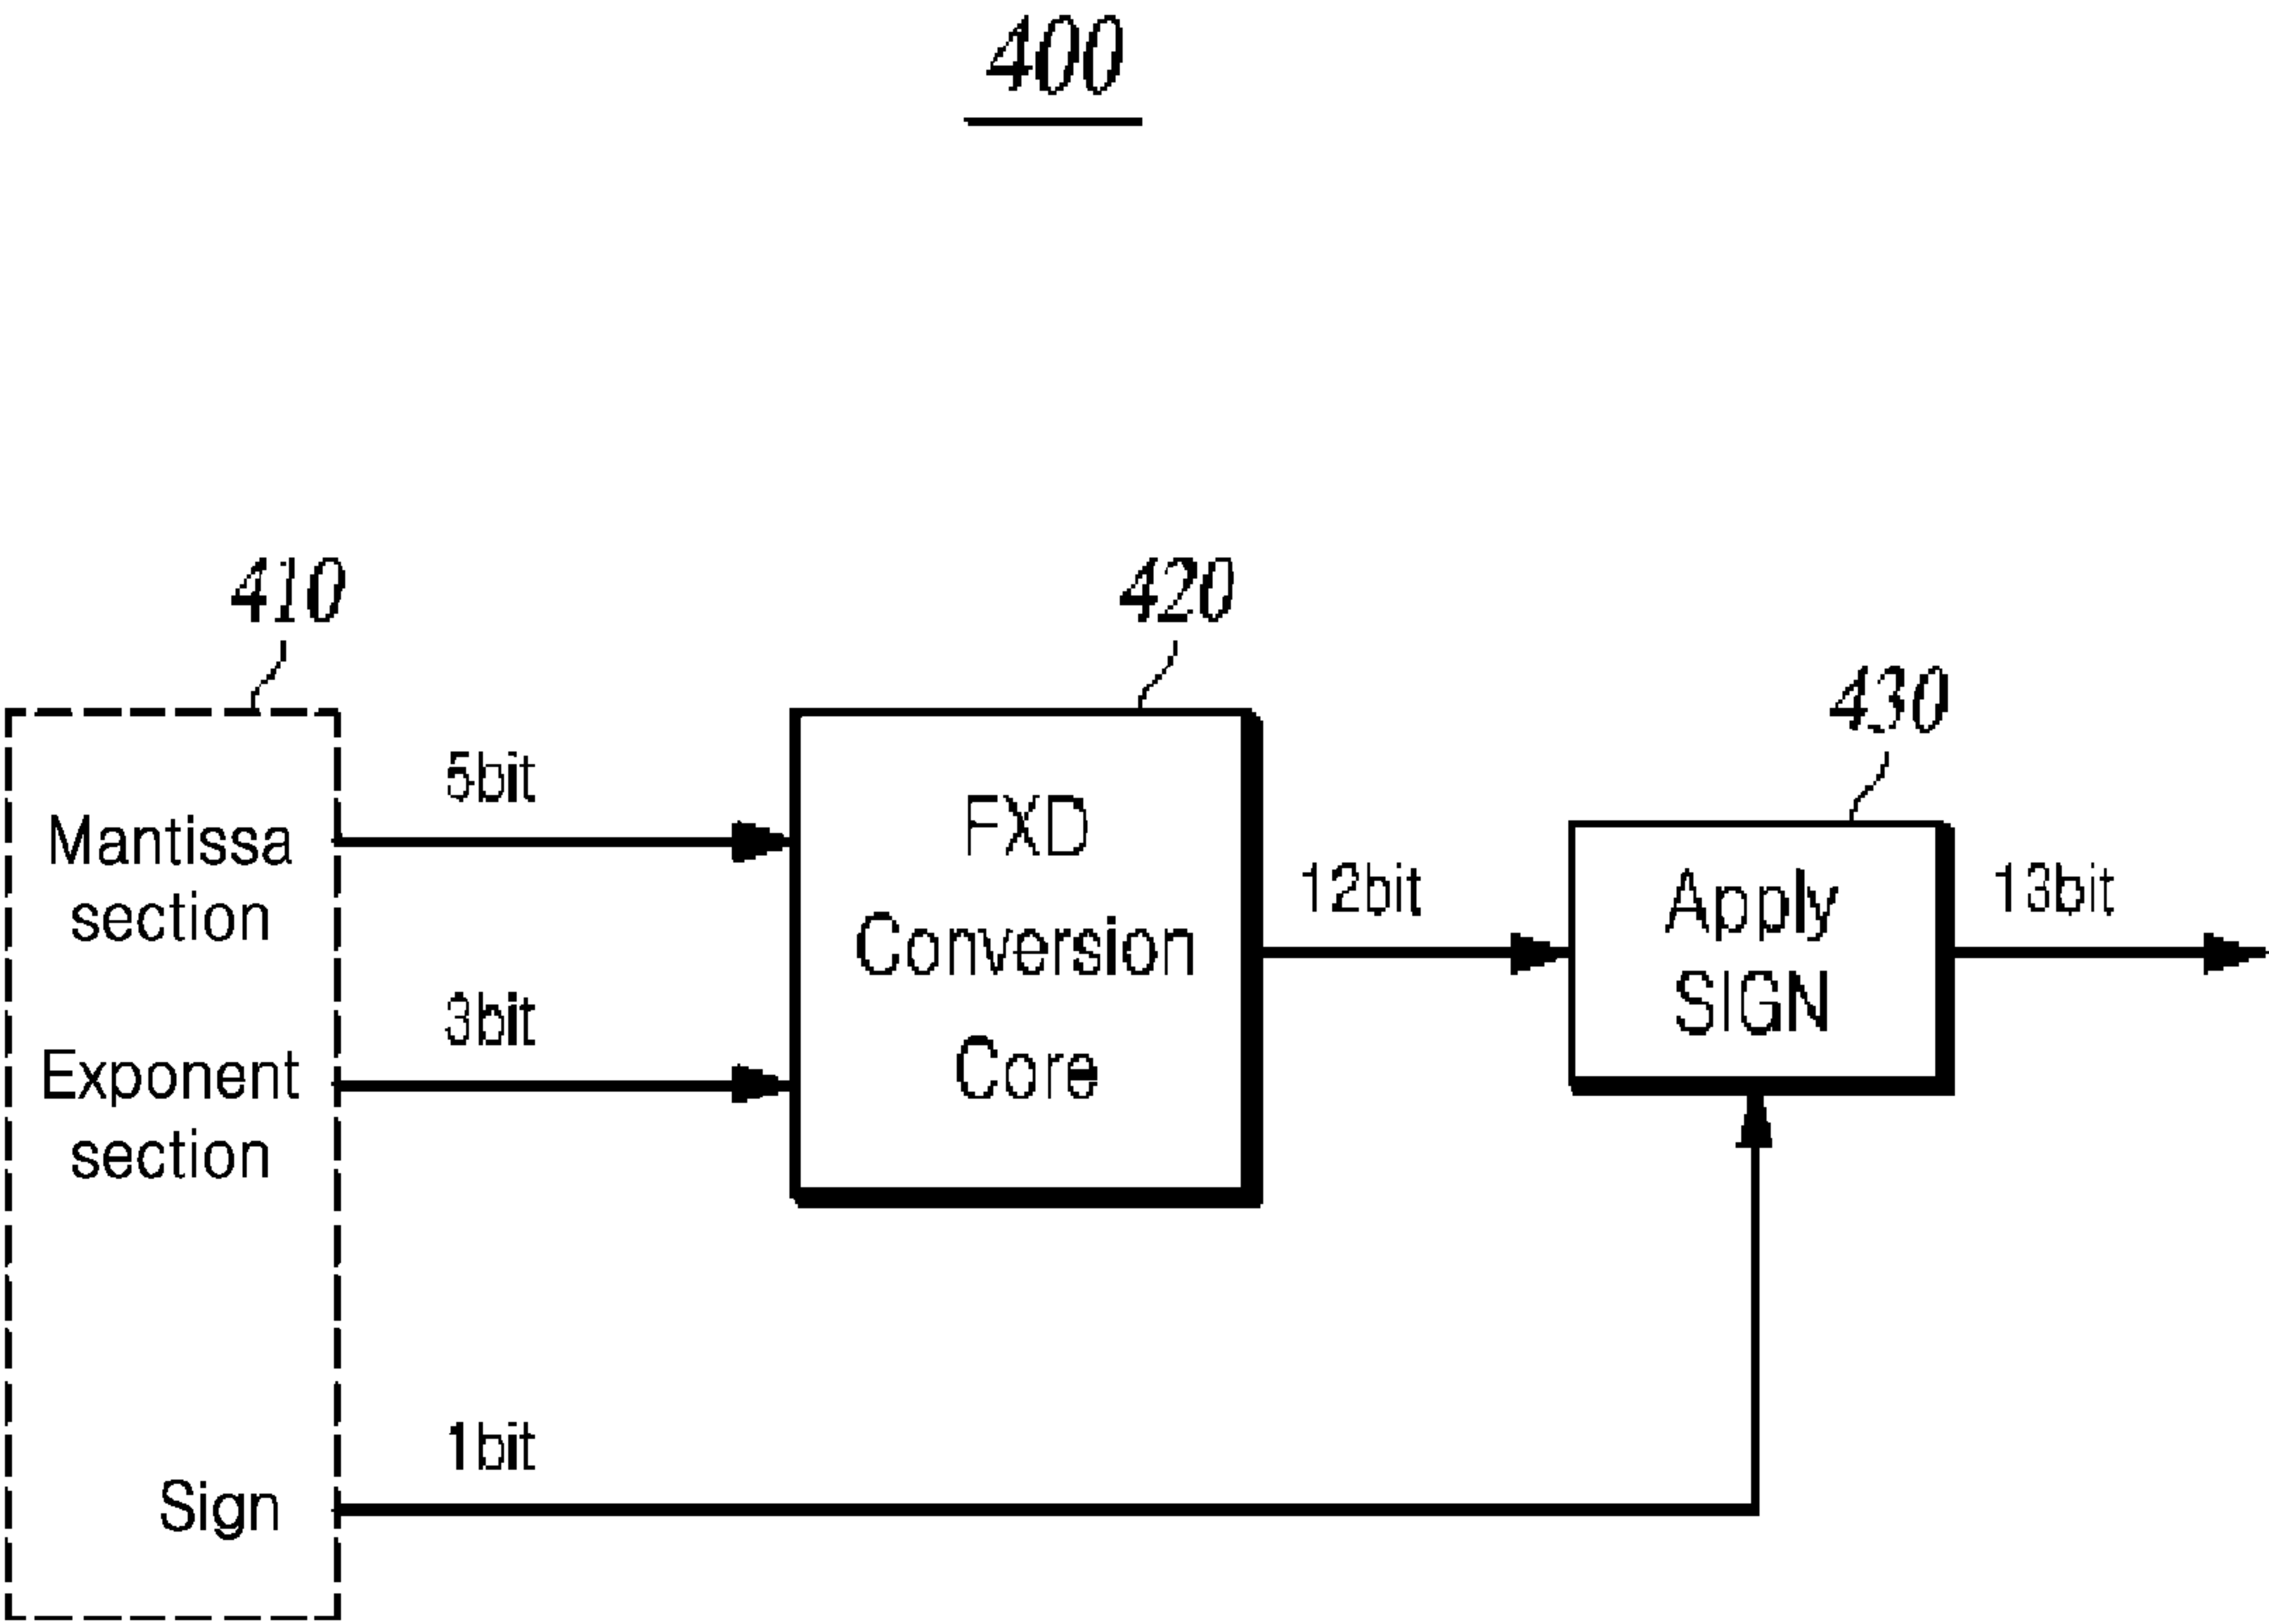 400
410
420
430
5bit
Mantissa
section
3bit
Exponent
section
1bit
Sign
FXD
Conversion
Core
12bit
Apply
SIGN
13bit